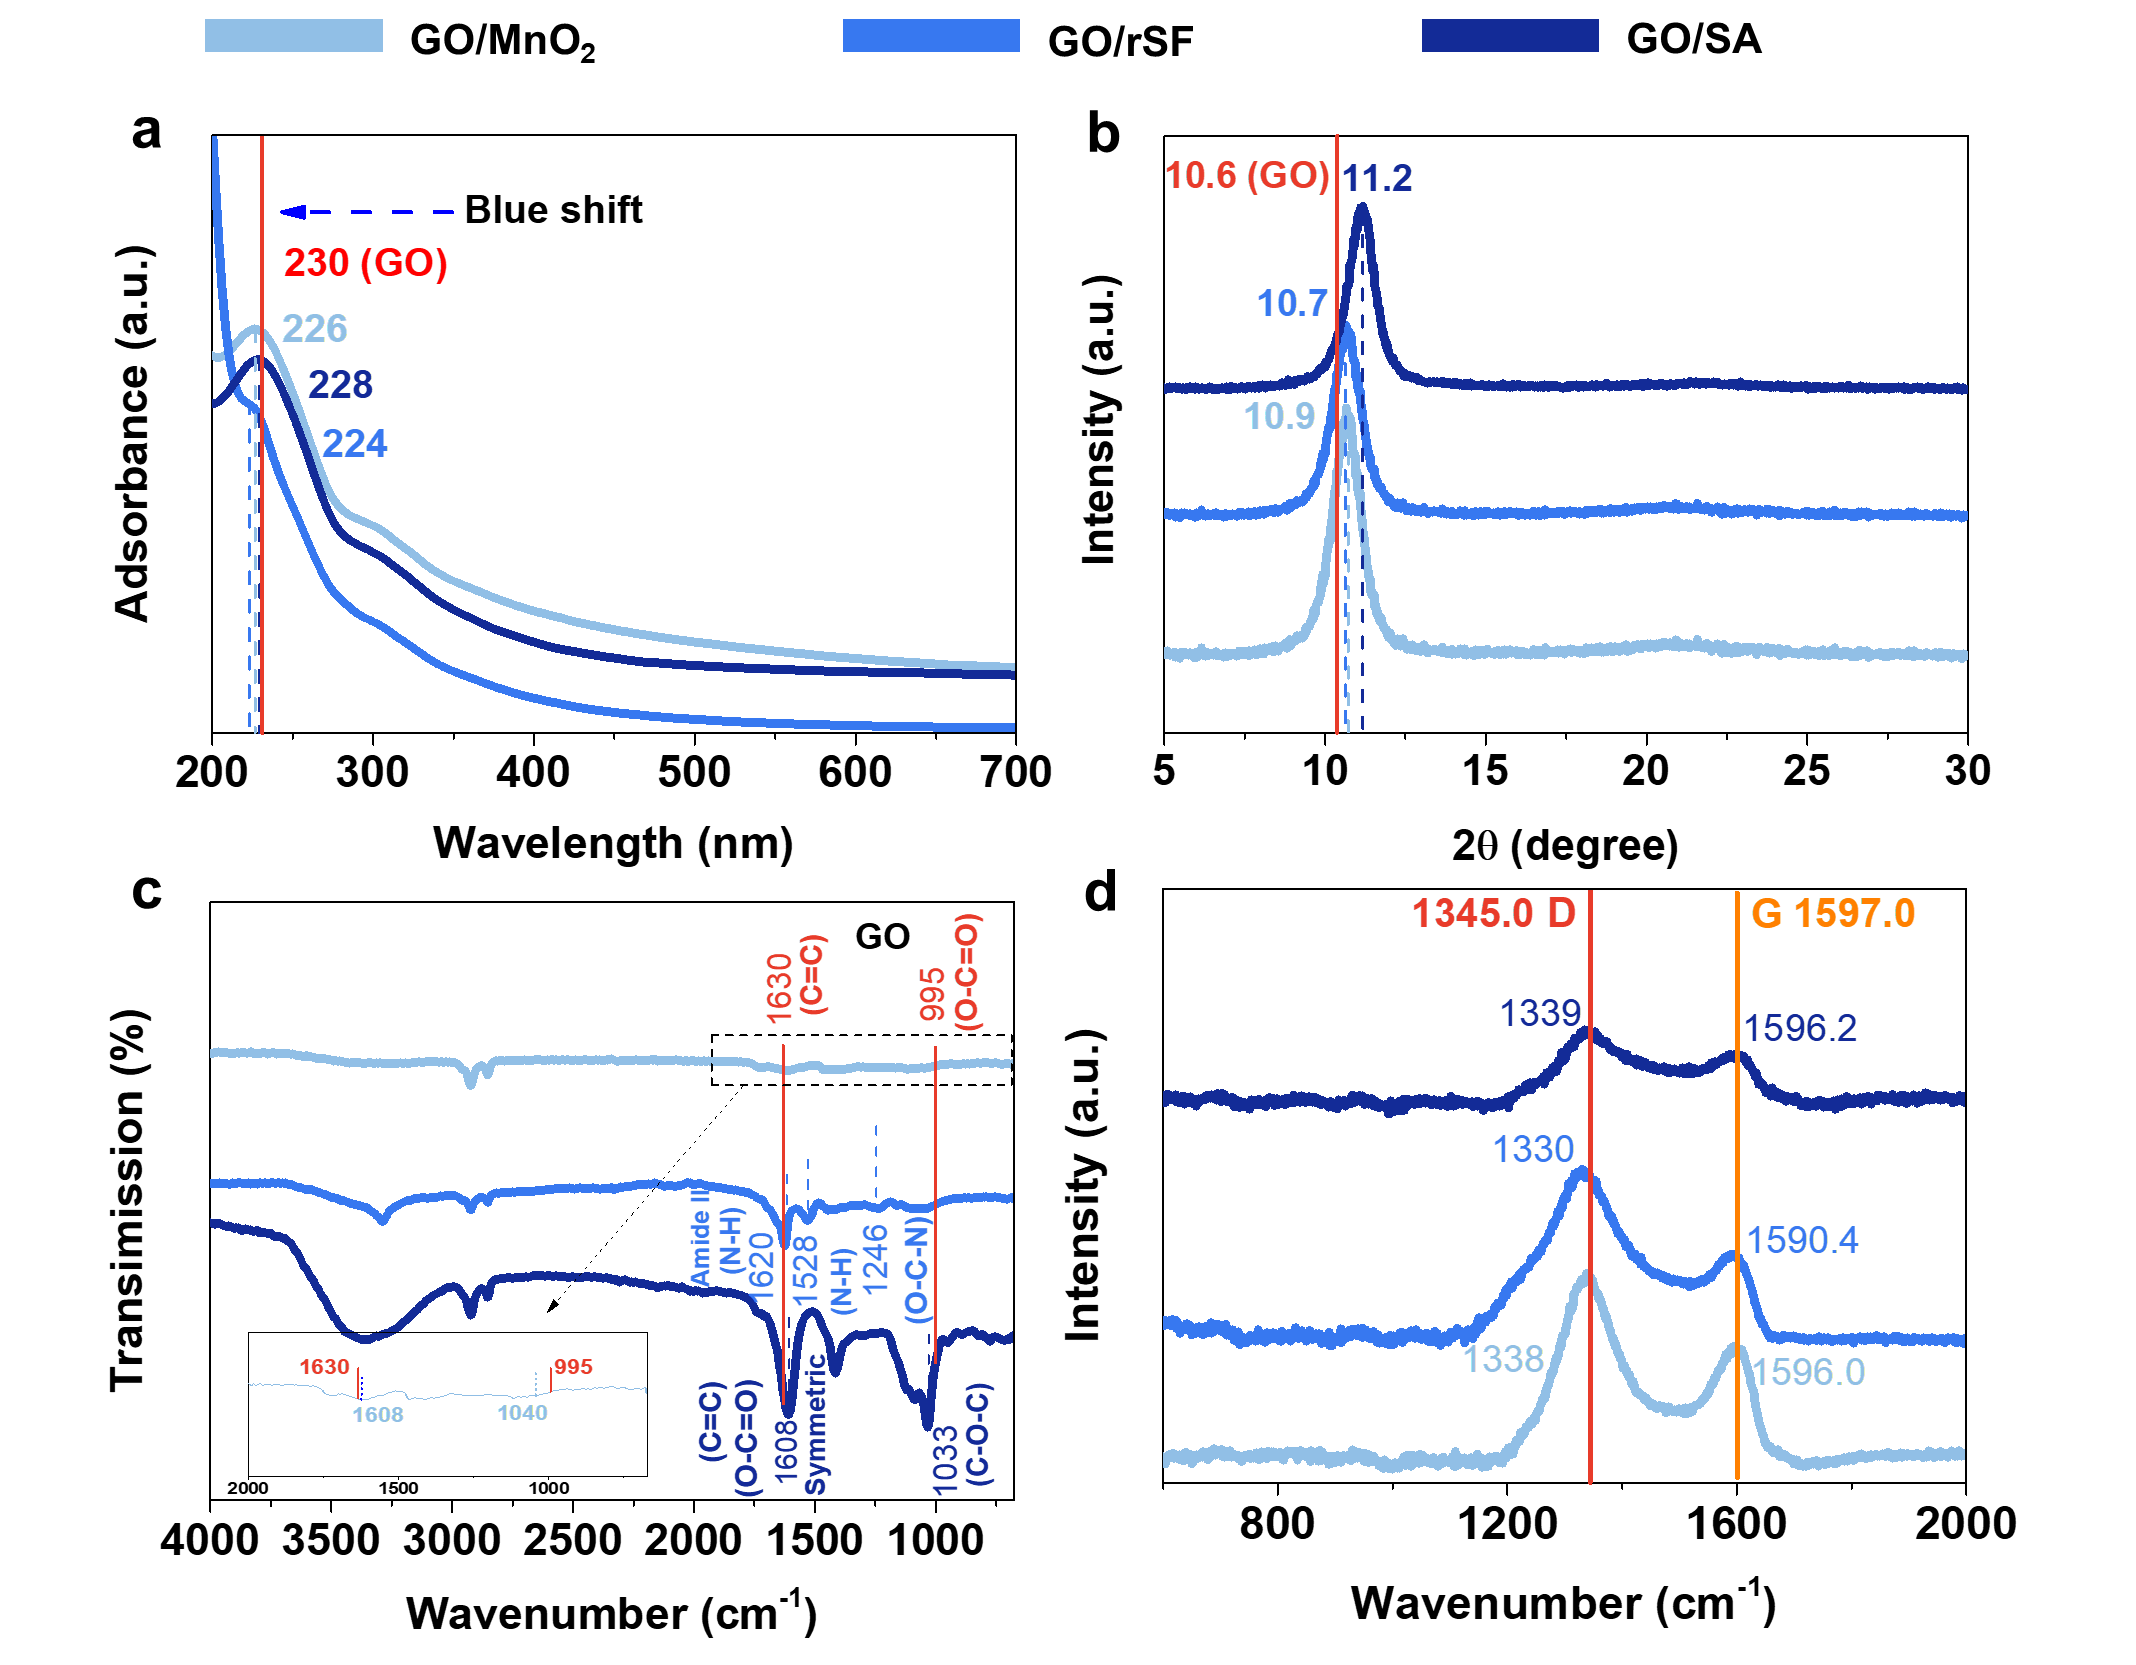 GO/MnO₂
GO/rSF
GO/SA
a
Adsorbance (a.u.)
Blue shift
230 (GO)
226
228
224
200
300
400
500
600
700
Wavelength (nm)
b
Intensity (a.u.)
10.6 (GO)
11.2
10.7
10.9
5
10
15
20
25
30
2θ (degree)
c
Transimission (%)
GO
1630
(C=C)
995
(O-C=O)
Amide II
(N-H)
1620
1528
(N-H)
1246
(O-C-N)
(C=C)
(O-C=O)
1608
Symmetric
1033
(C-O-C)
1630
995
1608
1040
2000
1500
1000
4000
3500
3000
2500
2000
1500
1000
Wavenumber (cm⁻¹)
d
Intensity (a.u.)
1345.0 D
G 1597.0
1339
1596.2
1330
1590.4
1338
1596.0
800
1200
1600
2000
Wavenumber (cm⁻¹)